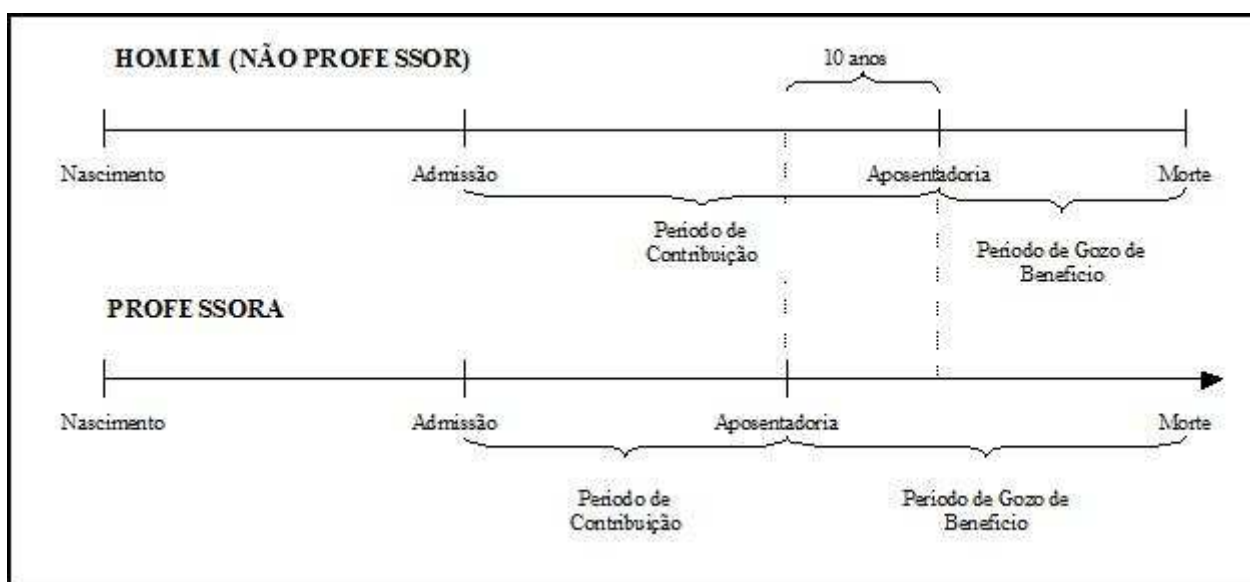 HOMEM (NÃO PROFESSOR)
10 anos
Nascimento
Admissão
Aposentadoria
Morte
Período de
Contribuição
Período de Gozo de
Benefício
PROFESSORA
Nascimento
Admissão
Aposentadoria
Morte
Período de
Contribuição
Período de Gozo de
Benefício